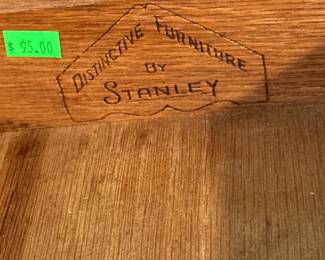 $ 95.00
DISTINCTIVE FURNITURE
BY
STANLEY